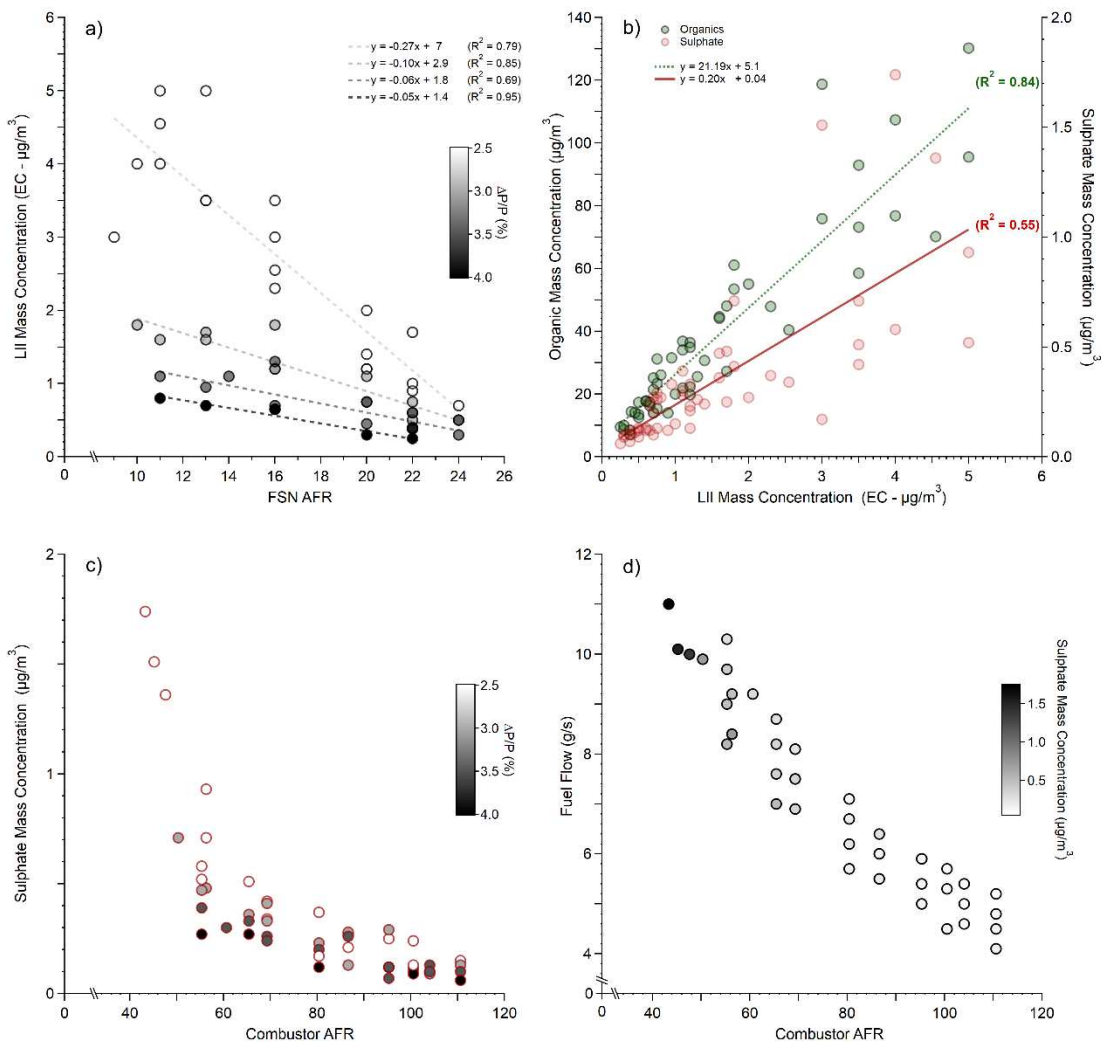 a)
y = -0.27x + 7 (R² = 0.79)
y = -0.10x + 2.9 (R² = 0.85)
y = -0.06x + 1.8 (R² = 0.69)
y = -0.05x + 1.4 (R² = 0.95)
LII Mass Concentration (EC - µg/m³)
6
5
4
3
2
1
0
2.5
3.0
3.5
4.0
ΔP/P (%)
0 10 12 14 16 18 20 22 24 26
FSN AFR
b)
Organics
Sulphate
y = 21.19x + 5.1
y = 0.20x + 0.04
(R² = 0.84)
(R² = 0.55)
Organic Mass Concentration (µg/m³)
140
130
120
110
100
90
80
70
60
50
40
30
20
10
0
2.0
1.5
1.0
0.5
0.0
Sulphate Mass Concentration (µg/m³)
0 1 2 3 4 5 6
LII Mass Concentration (EC - µg/m³)
c)
Sulphate Mass Concentration (µg/m³)
2
1
0
2.5
3.0
3.5
4.0
ΔP/P (%)
0 40 60 80 100 120
Combustor AFR
d)
Fuel Flow (g/s)
12
10
8
6
4
0
1.5
1.0
0.5
Sulphate Mass Concentration (µg/m³)
0 40 60 80 100 120
Combustor AFR